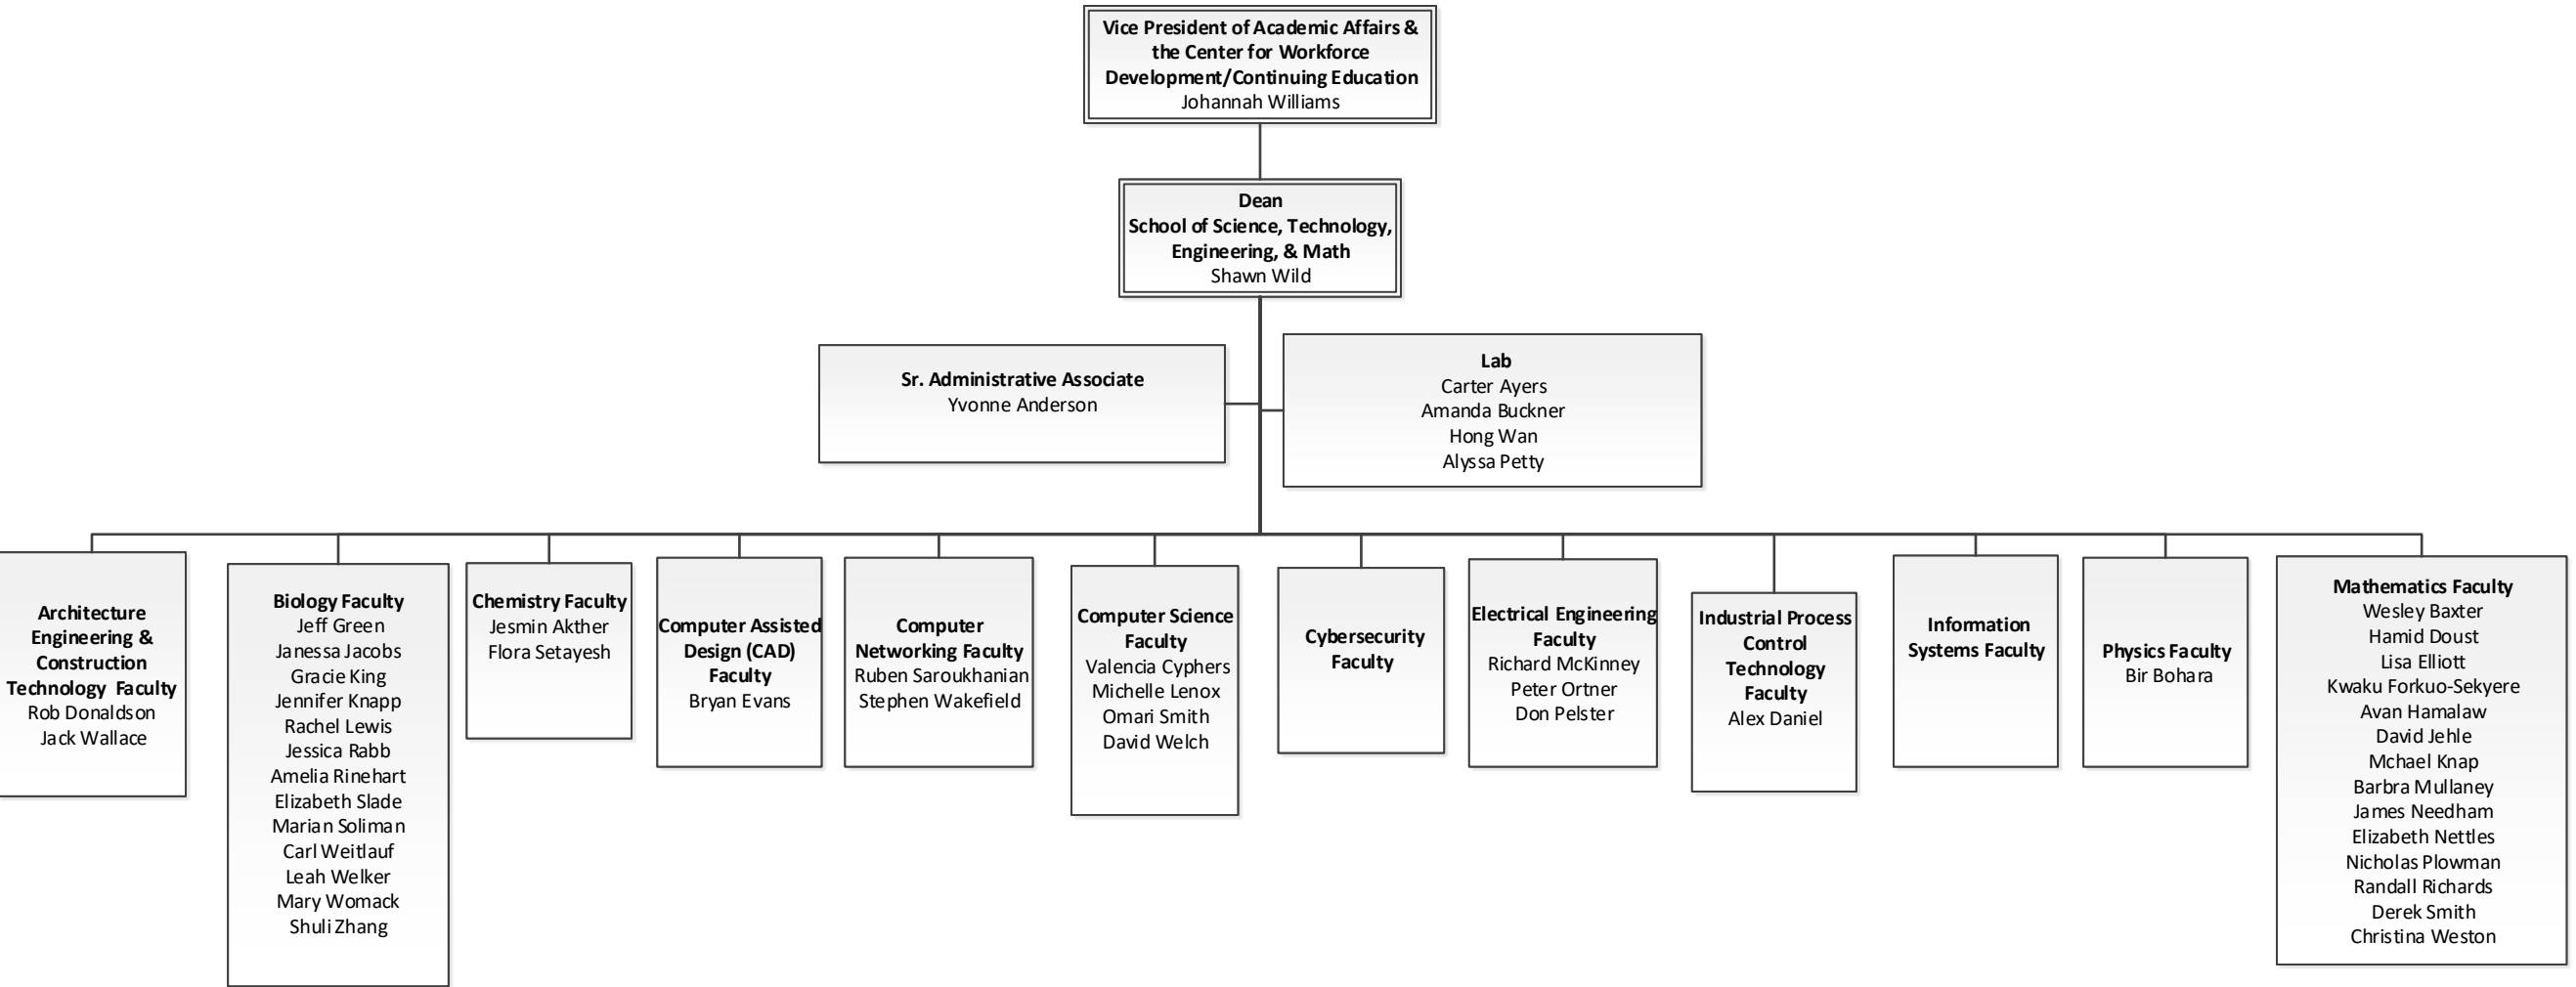 Vice President of Academic Affairs &
the Center for Workforce
Development/Continuing Education
Johannah Williams
Dean
School of Science, Technology,
Engineering, & Math
Shawn Wild
Sr. Administrative Associate
Yvonne Anderson
Lab
Carter Ayers
Amanda Buckner
Hong Wan
Alyssa Petty
Architecture
Engineering &
Construction
Technology Faculty
Rob Donaldson
Jack Wallace
Biology Faculty
Jeff Green
Janessa Jacobs
Gracie King
Jennifer Knapp
Rachel Lewis
Jessica Rabb
Amelia Rinehart
Elizabeth Slade
Marian Soliman
Carl Weitlauf
Leah Welker
Mary Womack
Shuli Zhang
Chemistry Faculty
Jesmin Akther
Flora Setayesh
Computer Assisted
Design (CAD)
Faculty
Bryan Evans
Computer
Networking Faculty
Ruben Saroukhanian
Stephen Wakefield
Computer Science
Faculty
Valencia Cyphers
Michelle Lenox
Omari Smith
David Welch
Cybersecurity
Faculty
Electrical Engineering
Faculty
Richard McKinney
Peter Ortner
Don Pelster
Industrial Process
Control
Technology
Faculty
Alex Daniel
Information
Systems Faculty
Physics Faculty
Bir Bohara
Mathematics Faculty
Wesley Baxter
Hamid Doust
Lisa Elliott
Kwaku Forkuo-Sekyere
Avan Hamalaw
David Jehle
Mchael Knap
Barbra Mullaney
James Needham
Elizabeth Nettles
Nicholas Plowman
Randall Richards
Derek Smith
Christina Weston